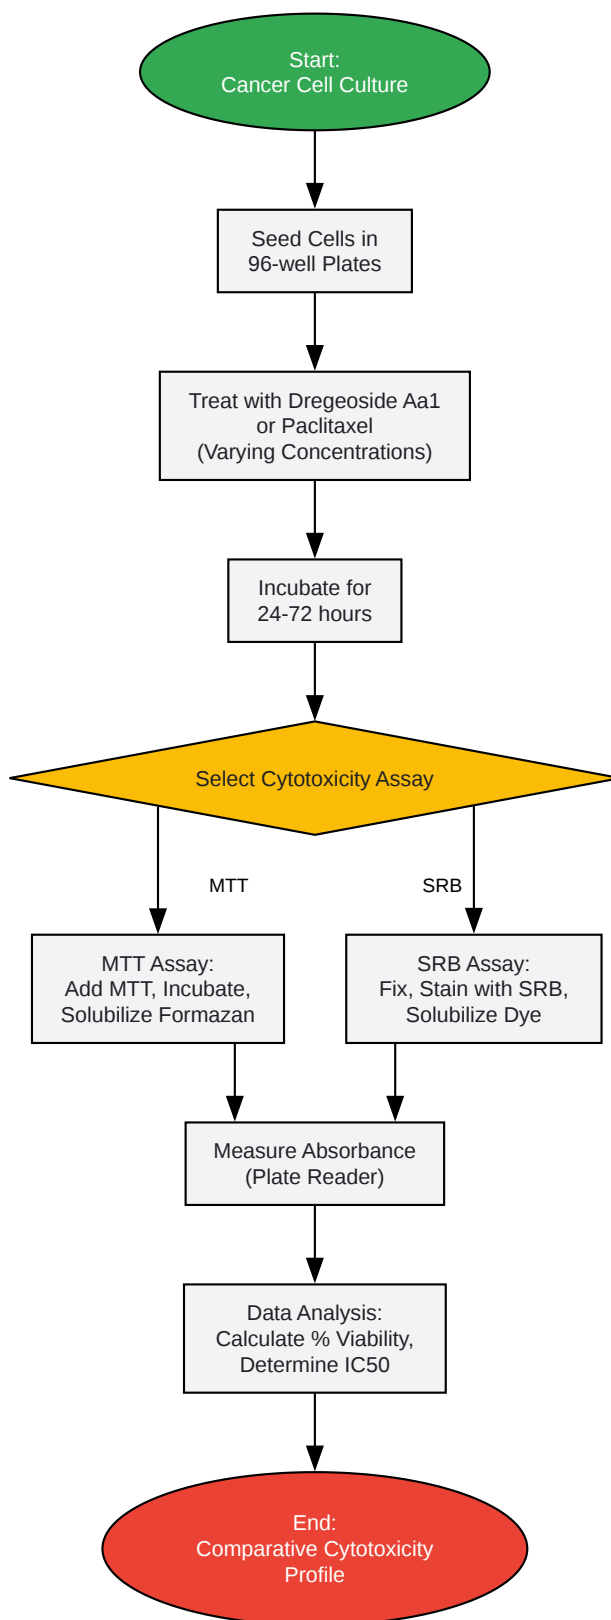 Start:
Cancer Cell Culture
Seed Cells in
96-well Plates
Treat with Dregeoside Aa1
or Paclitaxel
(Varying Concentrations)
Incubate for
24-72 hours
Select Cytotoxicity Assay
MTT
SRB
MTT Assay:
Add MTT, Incubate,
Solubilize Formazan
SRB Assay:
Fix, Stain with SRB,
Solubilize Dye
Measure Absorbance
(Plate Reader)
Data Analysis:
Calculate % Viability,
Determine IC50
End:
Comparative Cytotoxicity
Profile